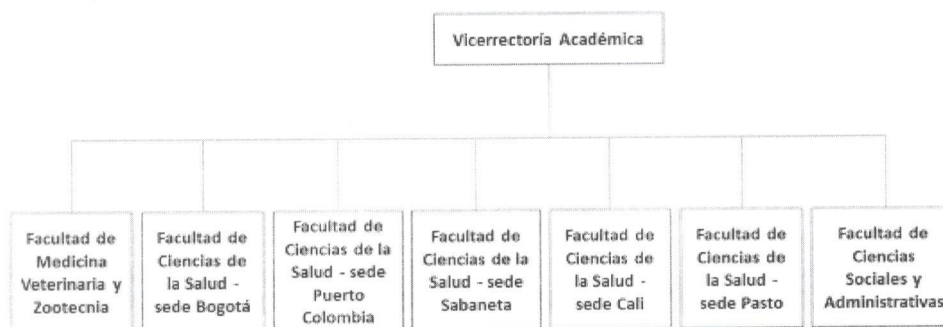 Vicerrectoría Académica
Facultad de
Medicina
Veterinaria y
Zootecnia
Facultad de
Ciencias de
la Salud -
sede Bogotá
Facultad de
Ciencias de la
Salud - sede
Puerto
Colombia
Facultad de
Ciencias de la
Salud - sede
Sabaneta
Facultad de
Ciencias de
la Salud -
sede Cali
Facultad de
Ciencias de
la Salud -
sede Pasto
Facultad de
Ciencias
Sociales y
Administrativas